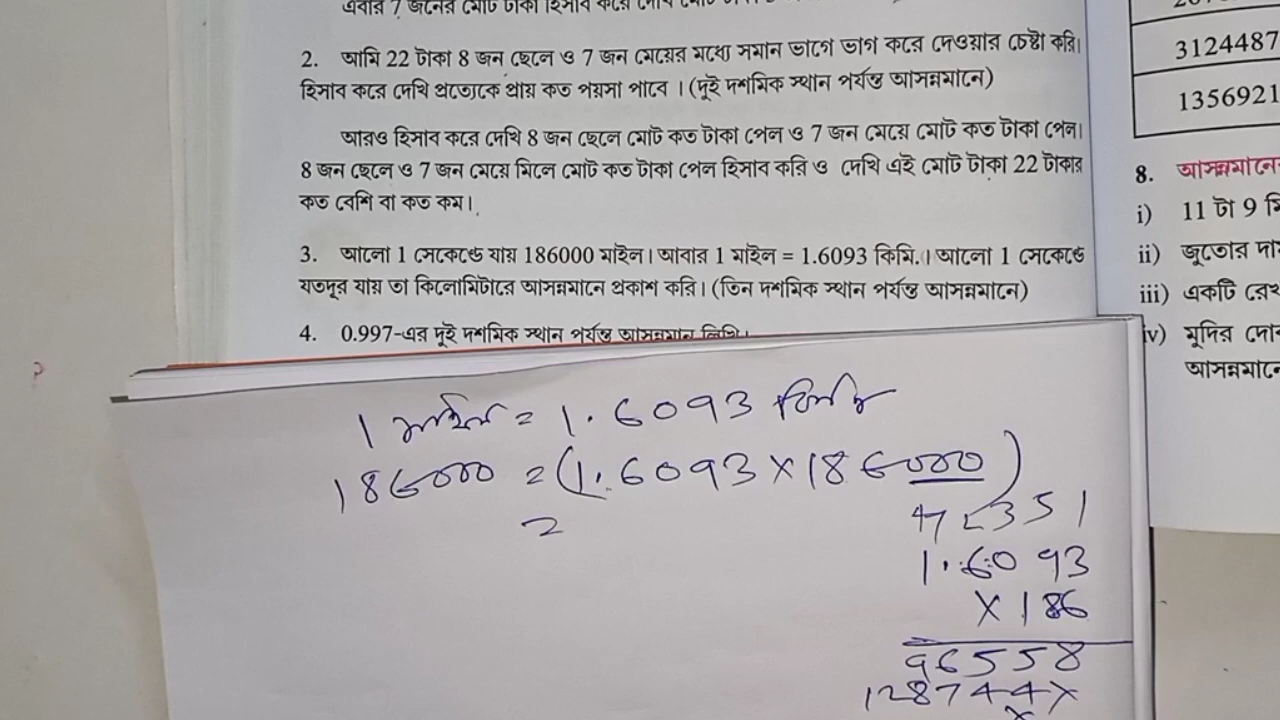 এবার 7 জনের মোট টাকা হিসাব করে দেখি মোট
2. আমি 22 টাকা 8 জন ছেলে ও 7 জন মেয়ের মধ্যে সমান ভাগে ভাগ করে দেওয়ার চেষ্টা করি।
হিসাব করে দেখি প্রত্যেকে প্রায় কত পয়সা পাবে । (দুই দশমিক স্থান পর্যন্ত আসন্নমানে)
আরও হিসাব করে দেখি 8 জন ছেলে মোট কত টাকা পেল ও 7 জন মেয়ে মোট কত টাকা পেল।
8 জন ছেলে ও 7 জন মেয়ে মিলে মোট কত টাকা পেল হিসাব করি ও দেখি এই মোট টাকা 22 টাকার
কত বেশি বা কত কম।
3. আলো 1 সেকেণ্ডে যায় 186000 মাইল। আবার 1 মাইল = 1.6093 কিমি.। আলো 1 সেকেণ্ডে
যতদূর যায় তা কিলোমিটারে আসন্নমানে প্রকাশ করি। (তিন দশমিক স্থান পর্যন্ত আসন্নমানে)
4. 0.997-এর দুই দশমিক স্থান পর্যন্ত আসন্নমান লিখি।
3124487
1356921
8. আসন্নমানে
i) 11 টা 9 মি
ii) জুতোর দা
iii) একটি রেখ
iv) মুদির দো
আসন্নমানে
1 মাইল = 1.6093 কিমি
186000 = (1.6093 × 186000)
=
1.6093
× 186
96558
128744×
×